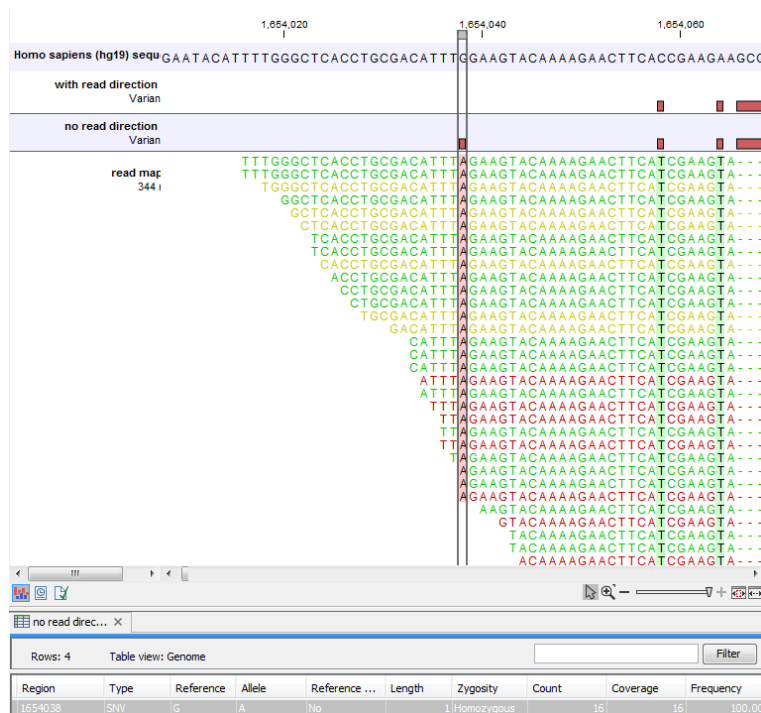 1,654,020 1,654,040 1,654,060
Homo sapiens (hg19) sequ GAATACATTTTGGGCTCACCTGCGACATTTGGAAGTACAAAAGAACTTCACCGAAGAAGCC
with read direction
Varian
no read direction
Varian
TTTGGGCTCACCTGCGACATTTAGAAGTACAAAAGAACTTCATCGAAGTA---
read map TTTGGGCTCACCTGCGACATTTAGAAGTACAAAAGAACTTCATCGAAGTA---
344 TGGGCTCACCTGCGACATTTAGAAGTACAAAAGAACTTCATCGAAGTA---
GGCTCACCTGCGACATTTAGAAGTACAAAAGAACTTCATCGAAGTA---
GCTCACCTGCGACATTTAGAAGTACAAAAGAACTTCATCGAAGTA---
CTCACCTGCGACATTTAGAAGTACAAAAGAACTTCATCGAAGTA---
TCACCTGCGACATTTAGAAGTACAAAAGAACTTCATCGAAGTA---
TCACCTGCGACATTTAGAAGTACAAAAGAACTTCATCGAAGTA---
CACCTGCGACATTTAGAAGTACAAAAGAACTTCATCGAAGTA---
ACCTGCGACATTTAGAAGTACAAAAGAACTTCATCGAAGTA---
CCTGCGACATTTAGAAGTACAAAAGAACTTCATCGAAGTA---
CTGCGACATTTAGAAGTACAAAAGAACTTCATCGAAGTA---
TGCGACATTTAGAAGTACAAAAGAACTTCATCGAAGTA---
GACATTTAGAAGTACAAAAGAACTTCATCGAAGTA---
CATTTAGAAGTACAAAAGAACTTCATCGAAGTA---
CATTTAGAAGTACAAAAGAACTTCATCGAAGTA---
CATTTAGAAGTACAAAAGAACTTCATCGAAGTA---
ATTTAGAAGTACAAAAGAACTTCATCGAAGTA---
ATTTAGAAGTACAAAAGAACTTCATCGAAGTA---
TTTAGAAGTACAAAAGAACTTCATCGAAGTA---
TTAGAAGTACAAAAGAACTTCATCGAAGTA---
TTAGAAGTACAAAAGAACTTCATCGAAGTA---
TTAGAAGTACAAAAGAACTTCATCGAAGTA---
TAGAAGTACAAAAGAACTTCATCGAAGTA---
AGAAGTACAAAAGAACTTCATCGAAGTA---
AGAAGTACAAAAGAACTTCATCGAAGTA---
AGAAGTACAAAAGAACTTCATCGAAGTA---
AAGTACAAAAGAACTTCATCGAAGTA---
GTACAAAAGAACTTCATCGAAGTA---
TACAAAAGAACTTCATCGAAGTA---
TACAAAAGAACTTCATCGAAGTA---
ACAAAAGAACTTCATCGAAGTA---
no read direc... ×
Rows: 4 Table view: Genome Filter
Region Type Reference Allele Reference ... Length Zygosity Count Coverage Frequency
1654038 SNV G A No 1 Homozygous 16 16 100.00